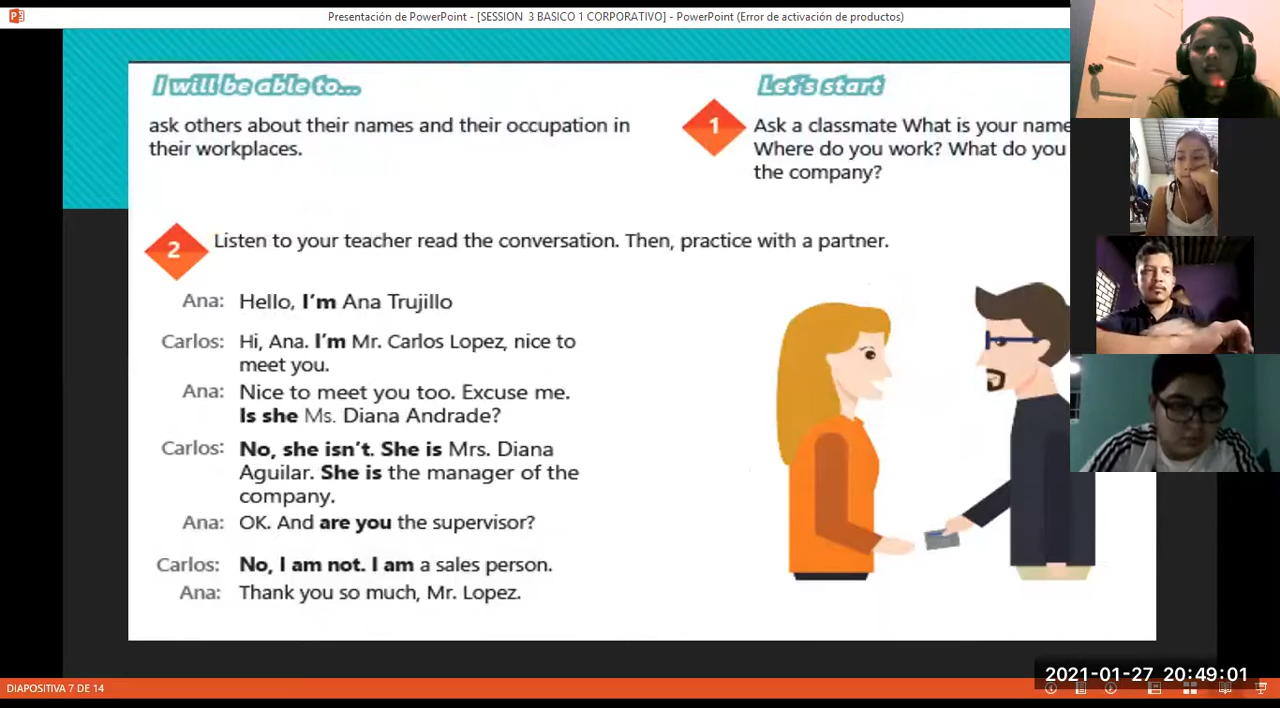 Presentación de PowerPoint - [SESSION 3 BASICO 1 CORPORATIVO] - PowerPoint (Error de activación de productos)
I will be able to...
ask others about their names and their occupation in
their workplaces.
Let's start
1
Ask a classmate What is your name
Where do you work? What do you
the company?
2
Listen to your teacher read the conversation. Then, practice with a partner.
Ana: Hello, I'm Ana Trujillo
Carlos: Hi, Ana. I'm Mr. Carlos Lopez, nice to
meet you.
Ana: Nice to meet you too. Excuse me.
Is she Ms. Diana Andrade?
Carlos: No, she isn't. She is Mrs. Diana
Aguilar. She is the manager of the
company.
Ana: OK. And are you the supervisor?
Carlos: No, I am not. I am a sales person.
Ana: Thank you so much, Mr. Lopez.
2021-01-27 20:49:01
DIAPOSITIVA 7 DE 14